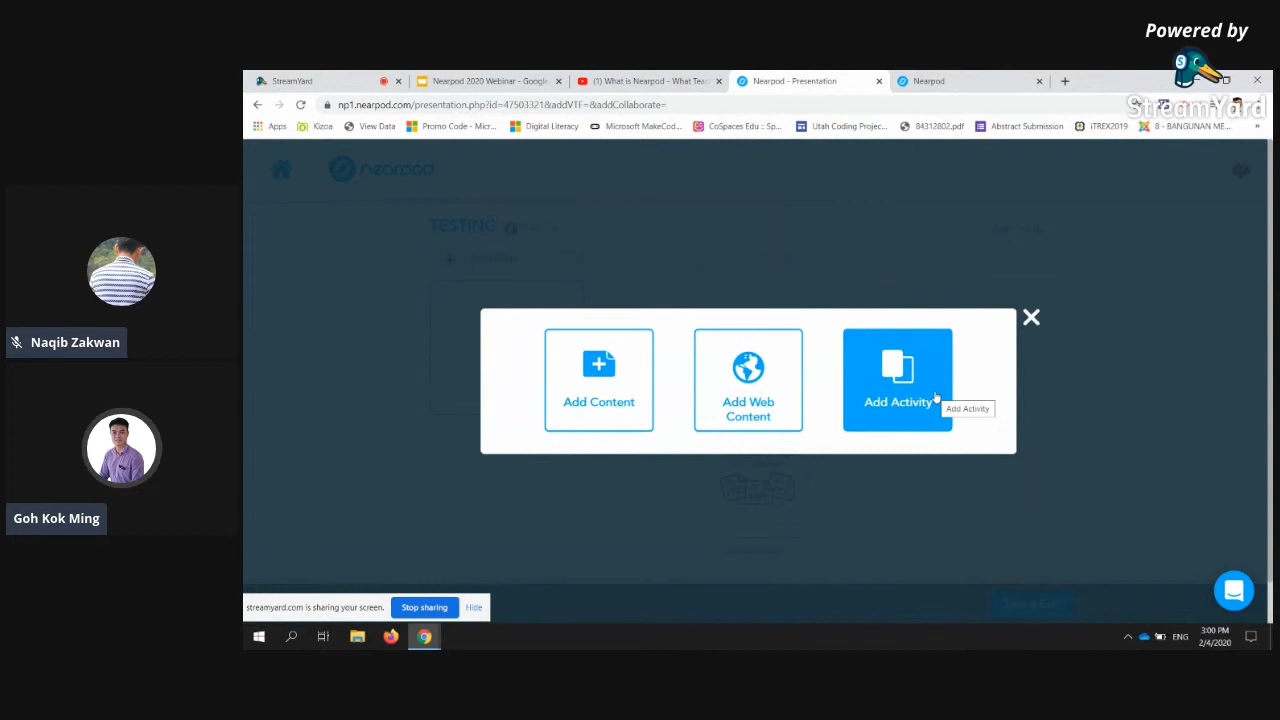 Powered by
StreamYard
StreamYard
Nearpod 2020 Webinar - Google
(1) What is Nearpod - What Teac
Nearpod - Presentation
Nearpod
np1.nearpod.com/presentation.php?id=47503321&addVTF=&addCollaborate=
Apps
Kizoa
View Data
Promo Code - Micr...
Digital Literacy
Microsoft MakeCod...
CoSpaces Edu :: Sp...
Utah Coding Projec...
84312802.pdf
Abstract Submission
iTREX2019
8 - BANGUNAN ME...
nearpod
TESTING
Naqib Zakwan
Goh Kok Ming
Add Content
Add Web
Content
Add Activity
Add Activity
streamyard.com is sharing your screen.
Stop sharing
Hide
ENG
3:00 PM
2/4/2020